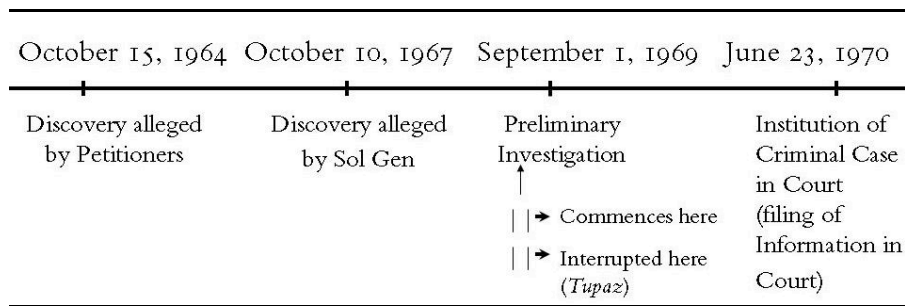 October 15, 1964 October 10, 1967 September 1, 1969 June 23, 1970
Discovery alleged
by Petitioners
Discovery alleged
by Sol Gen
Preliminary
Investigation
Commences here
Interrupted here
(Tupaz)
Institution of
Criminal Case
in Court
(filing of
Information in
Court)